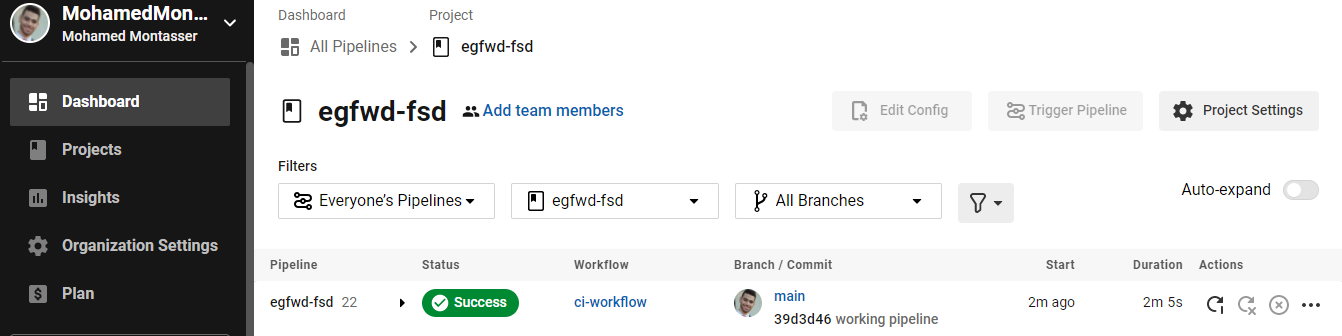 MohamedMon...
Mohamed Montasser
Dashboard
Projects
Insights
Organization Settings
Plan
Dashboard Project
All Pipelines egfwd-fsd
egfwd-fsd Add team members Edit Config Trigger Pipeline Project Settings
Filters
Everyone's Pipelines egfwd-fsd All Branches Auto-expand
Pipeline Status Workflow Branch / Commit Start Duration Actions
egfwd-fsd 22 Success ci-workflow main 2m ago 2m 5s
39d3d46 working pipeline